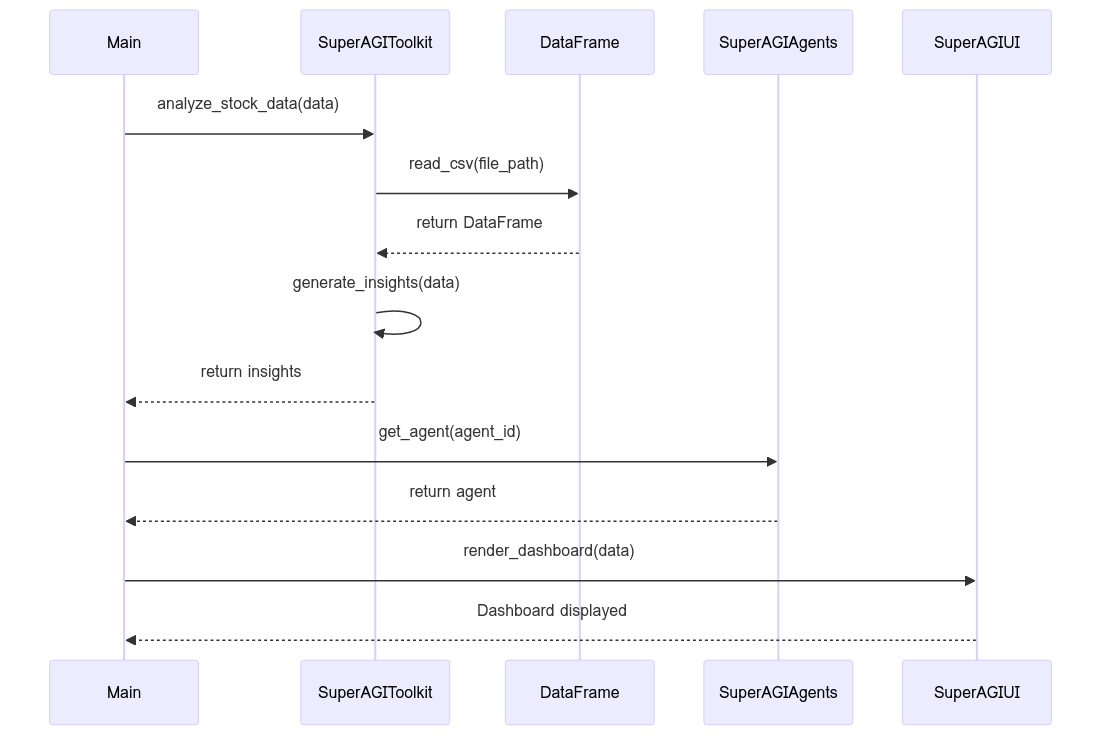 Main
SuperAGIToolkit
DataFrame
SuperAGIAgents
SuperAGIUI
analyze_stock_data(data)
read_csv(file_path)
return DataFrame
generate_insights(data)
return insights
get_agent(agent_id)
return agent
render_dashboard(data)
Dashboard displayed
Main
SuperAGIToolkit
DataFrame
SuperAGIAgents
SuperAGIUI